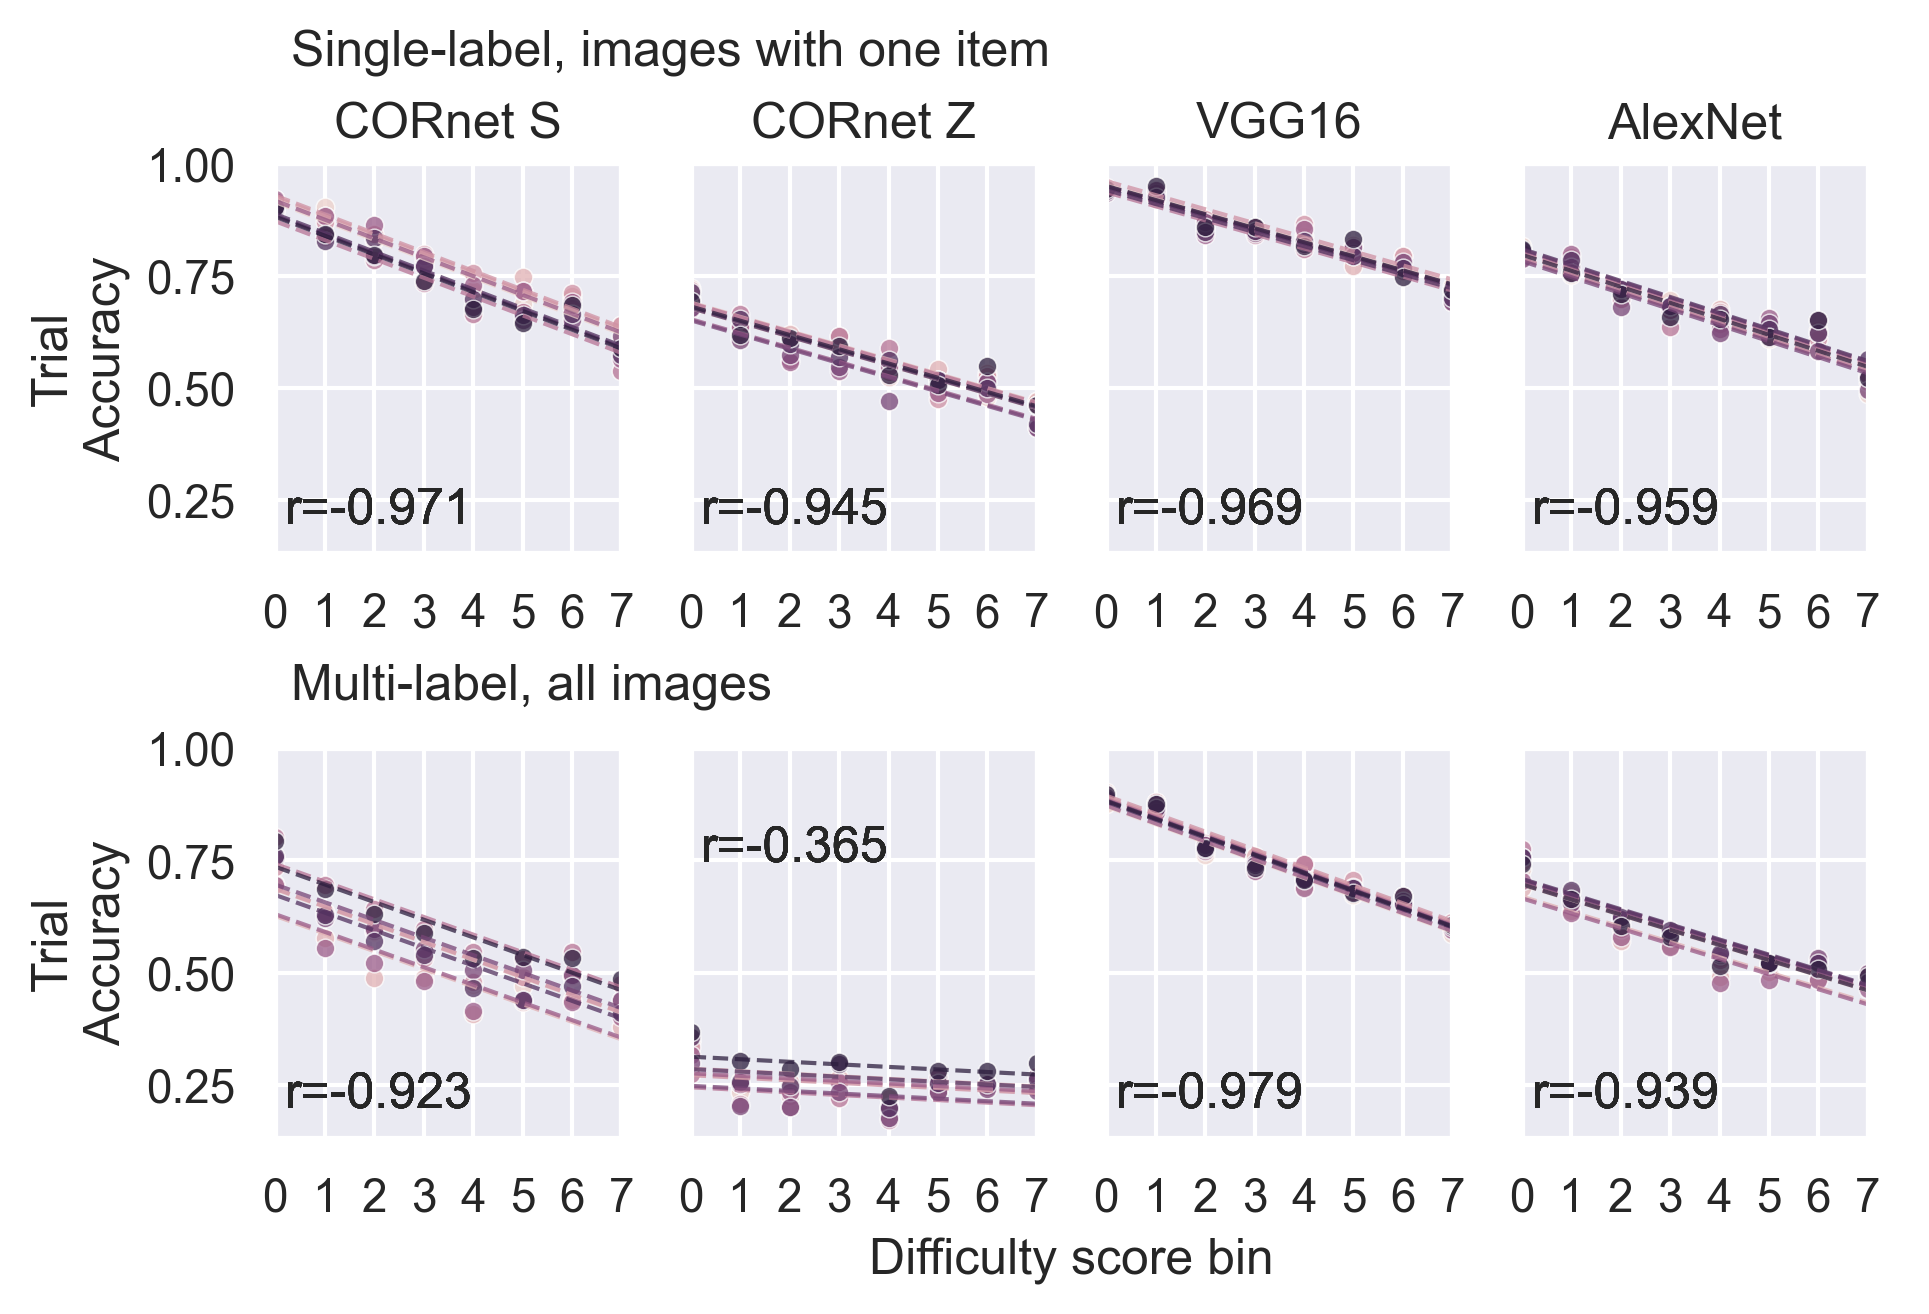 Single-label, images with one item
CORnet S CORnet Z VGG16 AlexNet
Trial
Accuracy
1.00
0.75
0.50
0.25
r=-0.971 r=-0.945 r=-0.969 r=-0.959
0 1 2 3 4 5 6 7 0 1 2 3 4 5 6 7 0 1 2 3 4 5 6 7 0 1 2 3 4 5 6 7
Multi-label, all images
Trial
Accuracy
1.00
0.75
0.50
0.25
r=-0.923 r=-0.365 r=-0.979 r=-0.939
0 1 2 3 4 5 6 7 0 1 2 3 4 5 6 7 0 1 2 3 4 5 6 7 0 1 2 3 4 5 6 7
Difficulty score bin